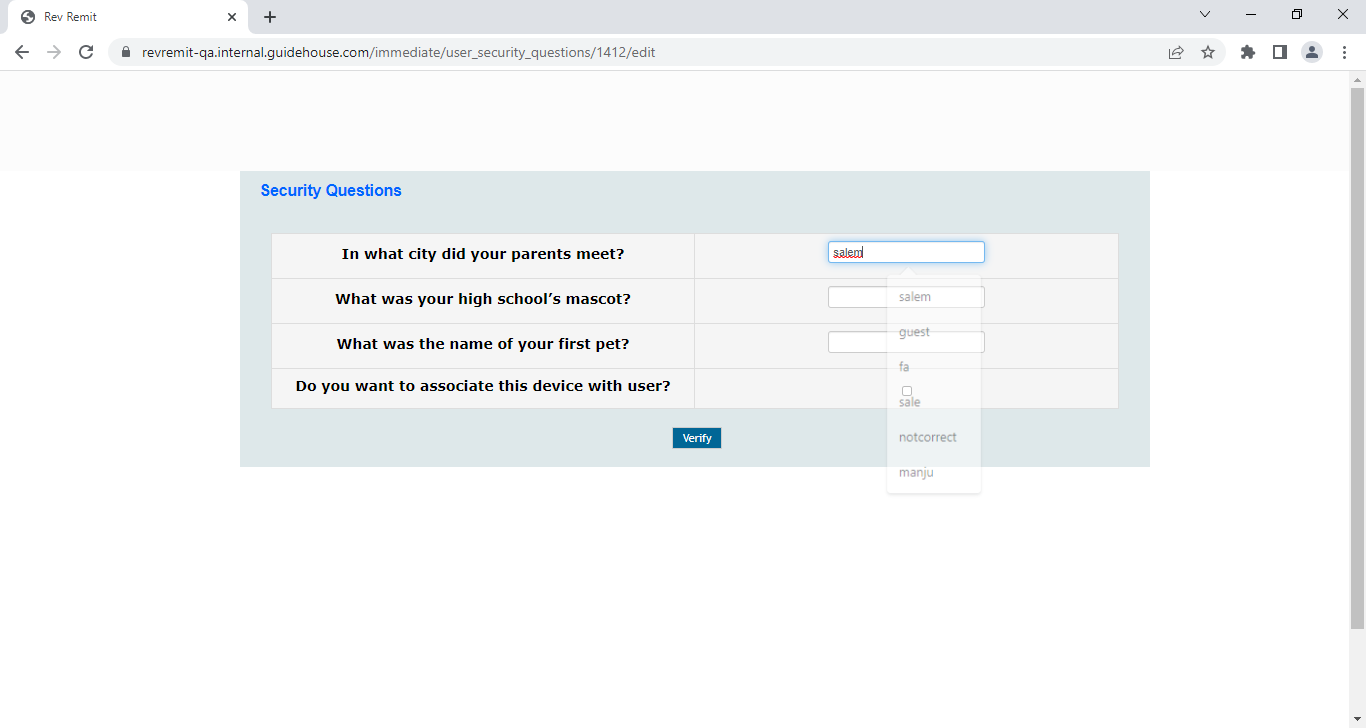 Rev Remit
revremit-qa.internal.guidehouse.com/immediate/user_security_questions/1412/edit
Security Questions
In what city did your parents meet?
salem
What was your high school’s mascot?
salem
guest
What was the name of your first pet?
fa
Do you want to associate this device with user?
sale
Verify
notcorrect
manju